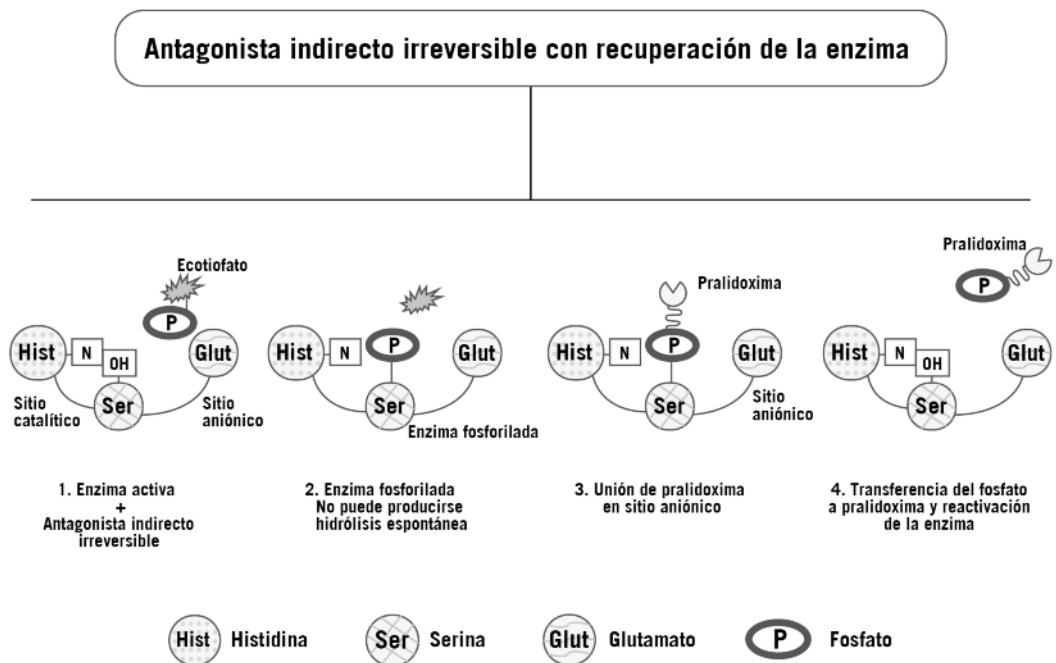 Antagonista indirecto irreversible con recuperación de la enzima
Ecotiofato
P
Hist
N
OH
Glut
Ser
Sitio
catalítico
Sitio
aniónico
1. Enzima activa
+
Antagonista indirecto
irreversible
Hist
N
P
Glut
Ser
Enzima fosforilada
2. Enzima fosforilada
No puede producirse
hidrólisis espontánea
Pralidoxima
Hist
N
P
Glut
Ser
Sitio
aniónico
3. Unión de pralidoxima
en sitio aniónico
Pralidoxima
P
Hist
N
OH
Glut
Ser
4. Transferencia del fosfato
a pralidoxima y reactivación
de la enzima
Hist Histidina
Ser Serina
Glut Glutamato
P Fosfato